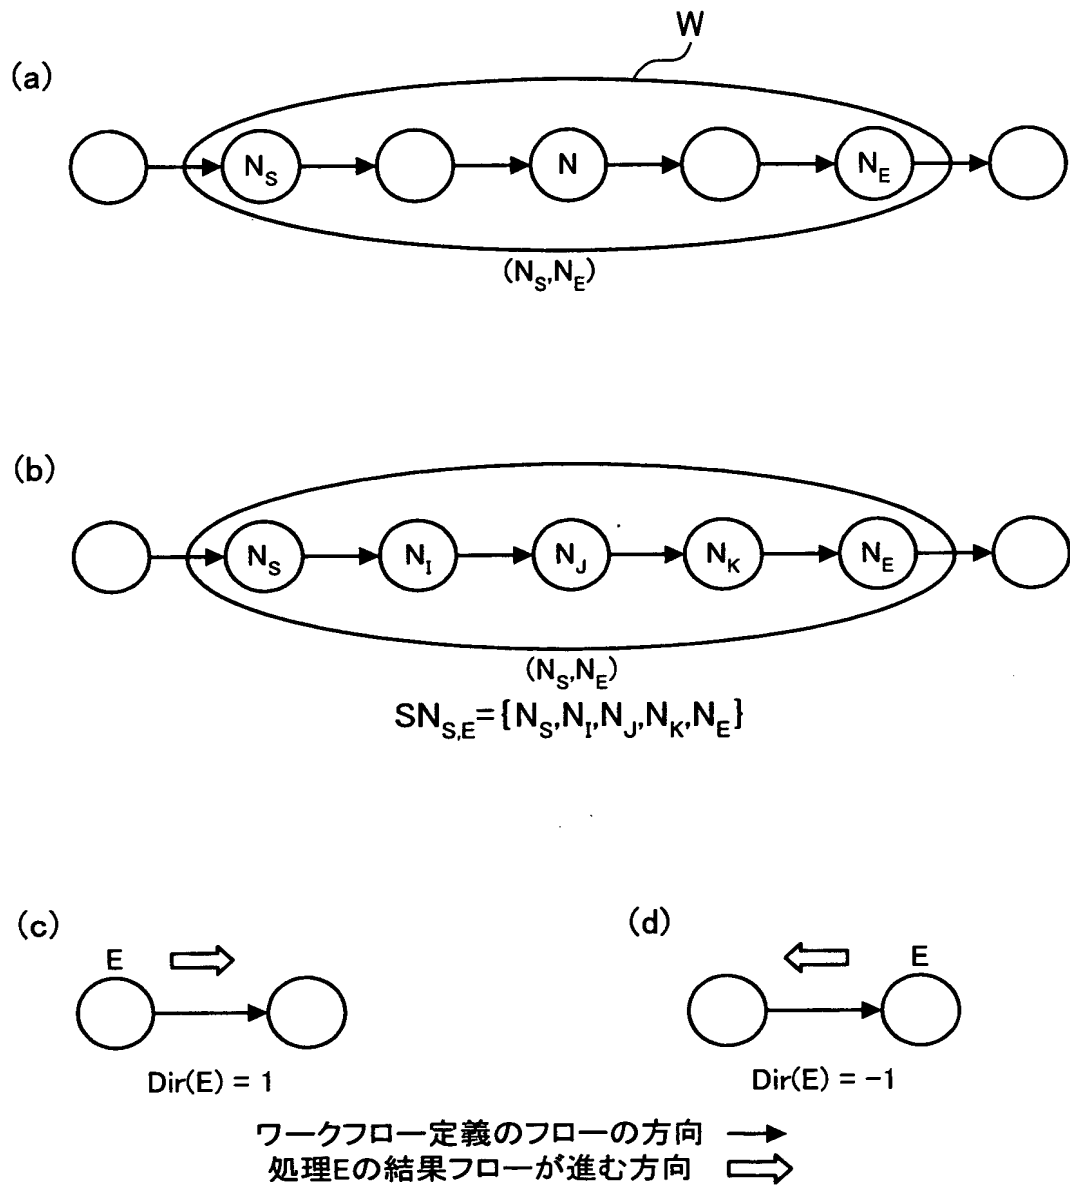 W
(a)
N_S N N_E
(N_S,N_E)
(b)
N_S N_I N_J N_K N_E
(N_S,N_E)
SN_S,E={N_S,N_I,N_J,N_K,N_E}
(c)
(d)
E
E
Dir(E) = 1
Dir(E) = −1
ワークフロー定義のフローの方向
処理Eの結果フローが進む方向